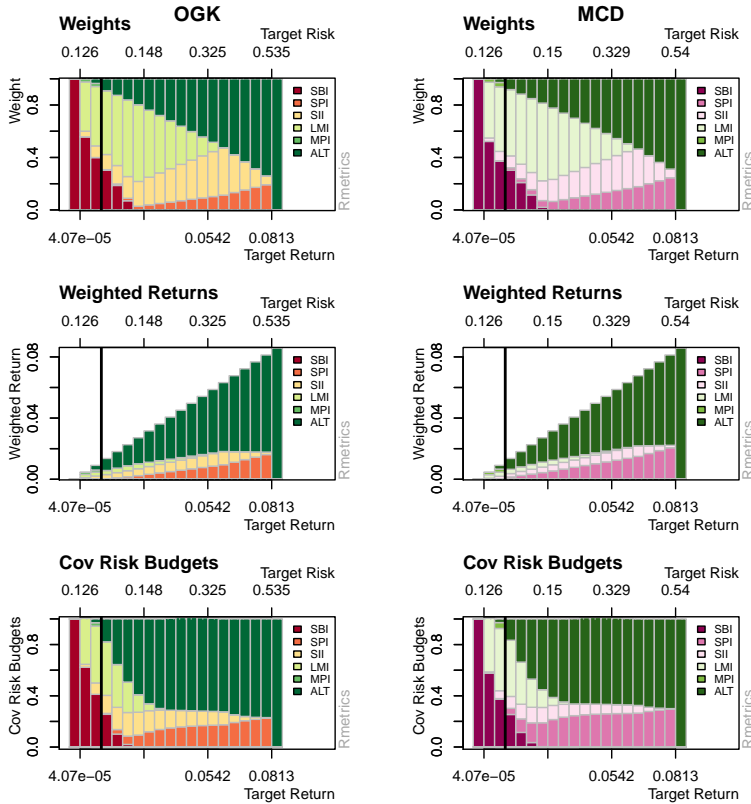 OGK
Weights
Target Risk
0.126 0.148 0.325 0.535
Weight
0.0 0.4 0.8
SBI
SPI
SII
LMI
MPI
ALT
Rmetrics
4.07e−05 0.0542 0.0813
Target Return
MCD
Weights
Target Risk
0.126 0.15 0.329 0.54
Weight
0.0 0.4 0.8
SBI
SPI
SII
LMI
MPI
ALT
Rmetrics
4.07e−05 0.0542 0.0813
Target Return
Weighted Returns
Target Risk
0.126 0.148 0.325 0.535
Weighted Return
0.00 0.04 0.08
SBI
SPI
SII
LMI
MPI
ALT
Rmetrics
4.07e−05 0.0542 0.0813
Target Return
Weighted Returns
Target Risk
0.126 0.15 0.329 0.54
Weighted Return
0.00 0.04 0.08
SBI
SPI
SII
LMI
MPI
ALT
Rmetrics
4.07e−05 0.0542 0.0813
Target Return
Cov Risk Budgets
Target Risk
0.126 0.148 0.325 0.535
Cov Risk Budgets
0.0 0.4 0.8
SBI
SPI
SII
LMI
MPI
ALT
Rmetrics
4.07e−05 0.0542 0.0813
Target Return
Cov Risk Budgets
Target Risk
0.126 0.15 0.329 0.54
Cov Risk Budgets
0.0 0.4 0.8
SBI
SPI
SII
LMI
MPI
ALT
Rmetrics
4.07e−05 0.0542 0.0813
Target Return